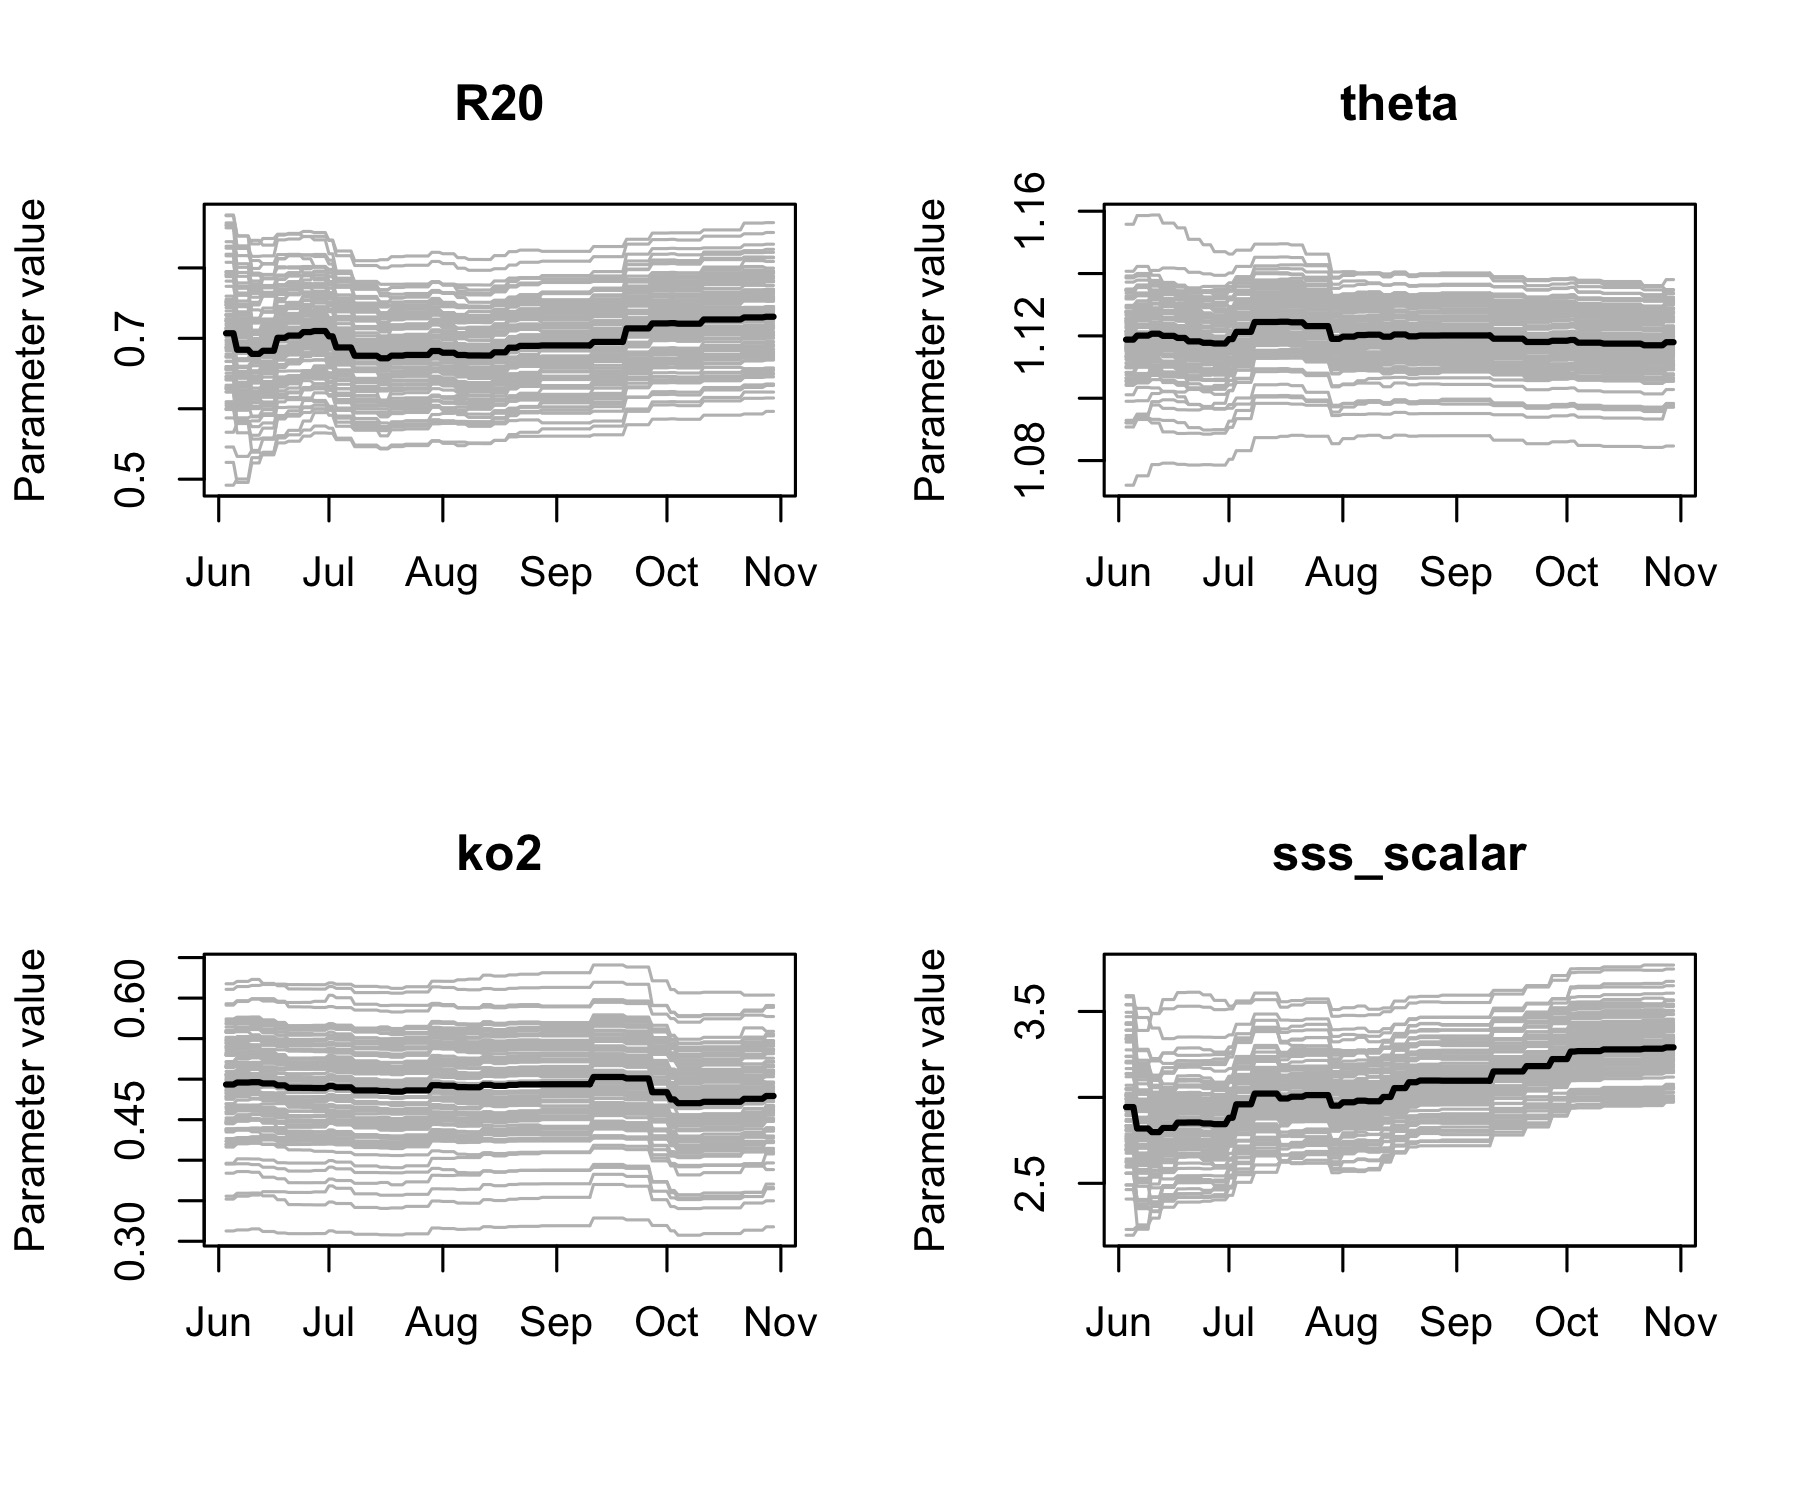 R20
Parameter value
0.7
0.5
Jun Jul Aug Sep Oct Nov
theta
Parameter value
1.16
1.12
1.08
Jun Jul Aug Sep Oct Nov
ko2
Parameter value
0.60
0.45
0.30
Jun Jul Aug Sep Oct Nov
sss_scalar
Parameter value
3.5
2.5
Jun Jul Aug Sep Oct Nov